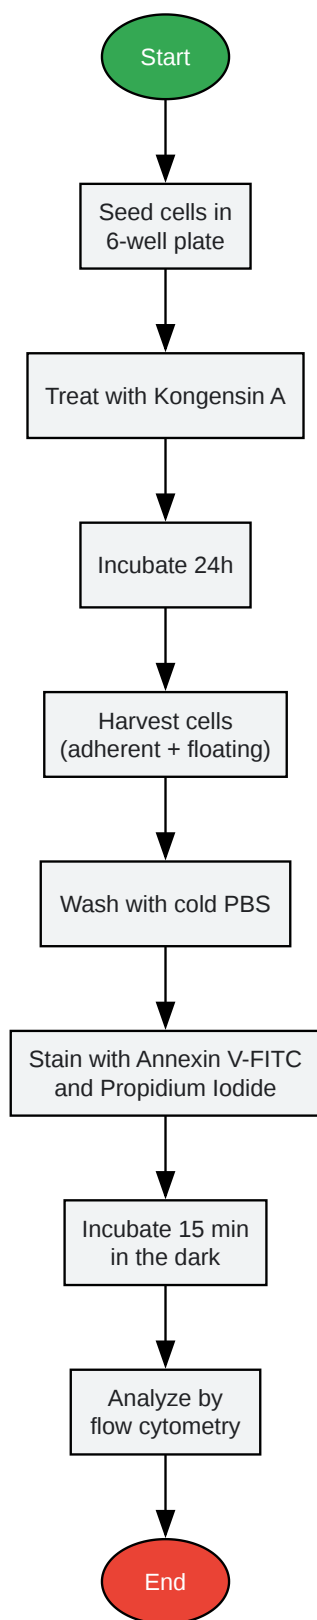 Start
Seed cells in
6-well plate
Treat with Kongensin A
Incubate 24h
Harvest cells
(adherent + floating)
Wash with cold PBS
Stain with Annexin V-FITC
and Propidium Iodide
Incubate 15 min
in the dark
Analyze by
flow cytometry
End